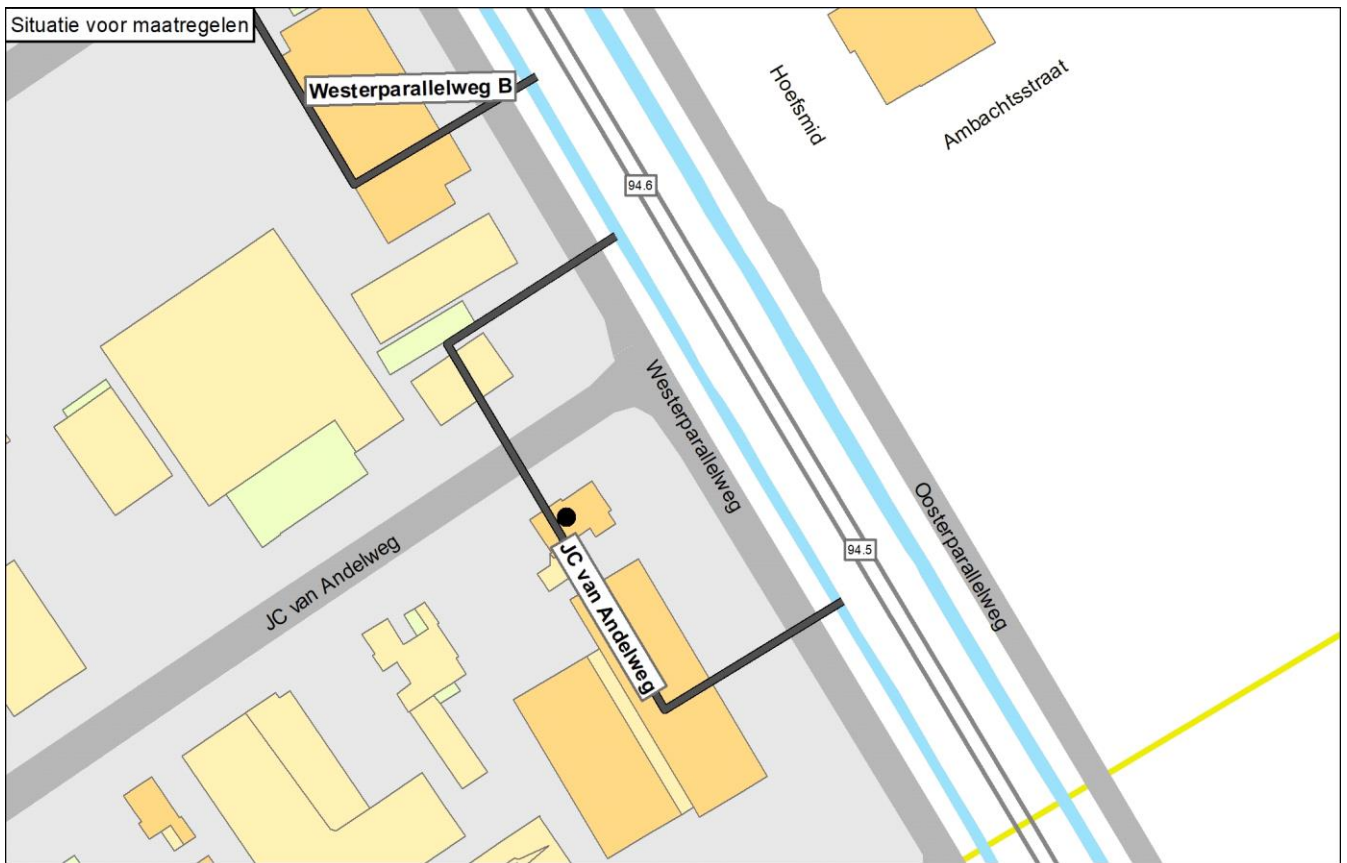 Situatie voor maatregelen
Westerparallelweg B
Hoefsmid
Ambachtsstraat
94.6
Westerparallelweg
Oosterparallelweg
94.5
JC van Andelweg
JC van Andelweg